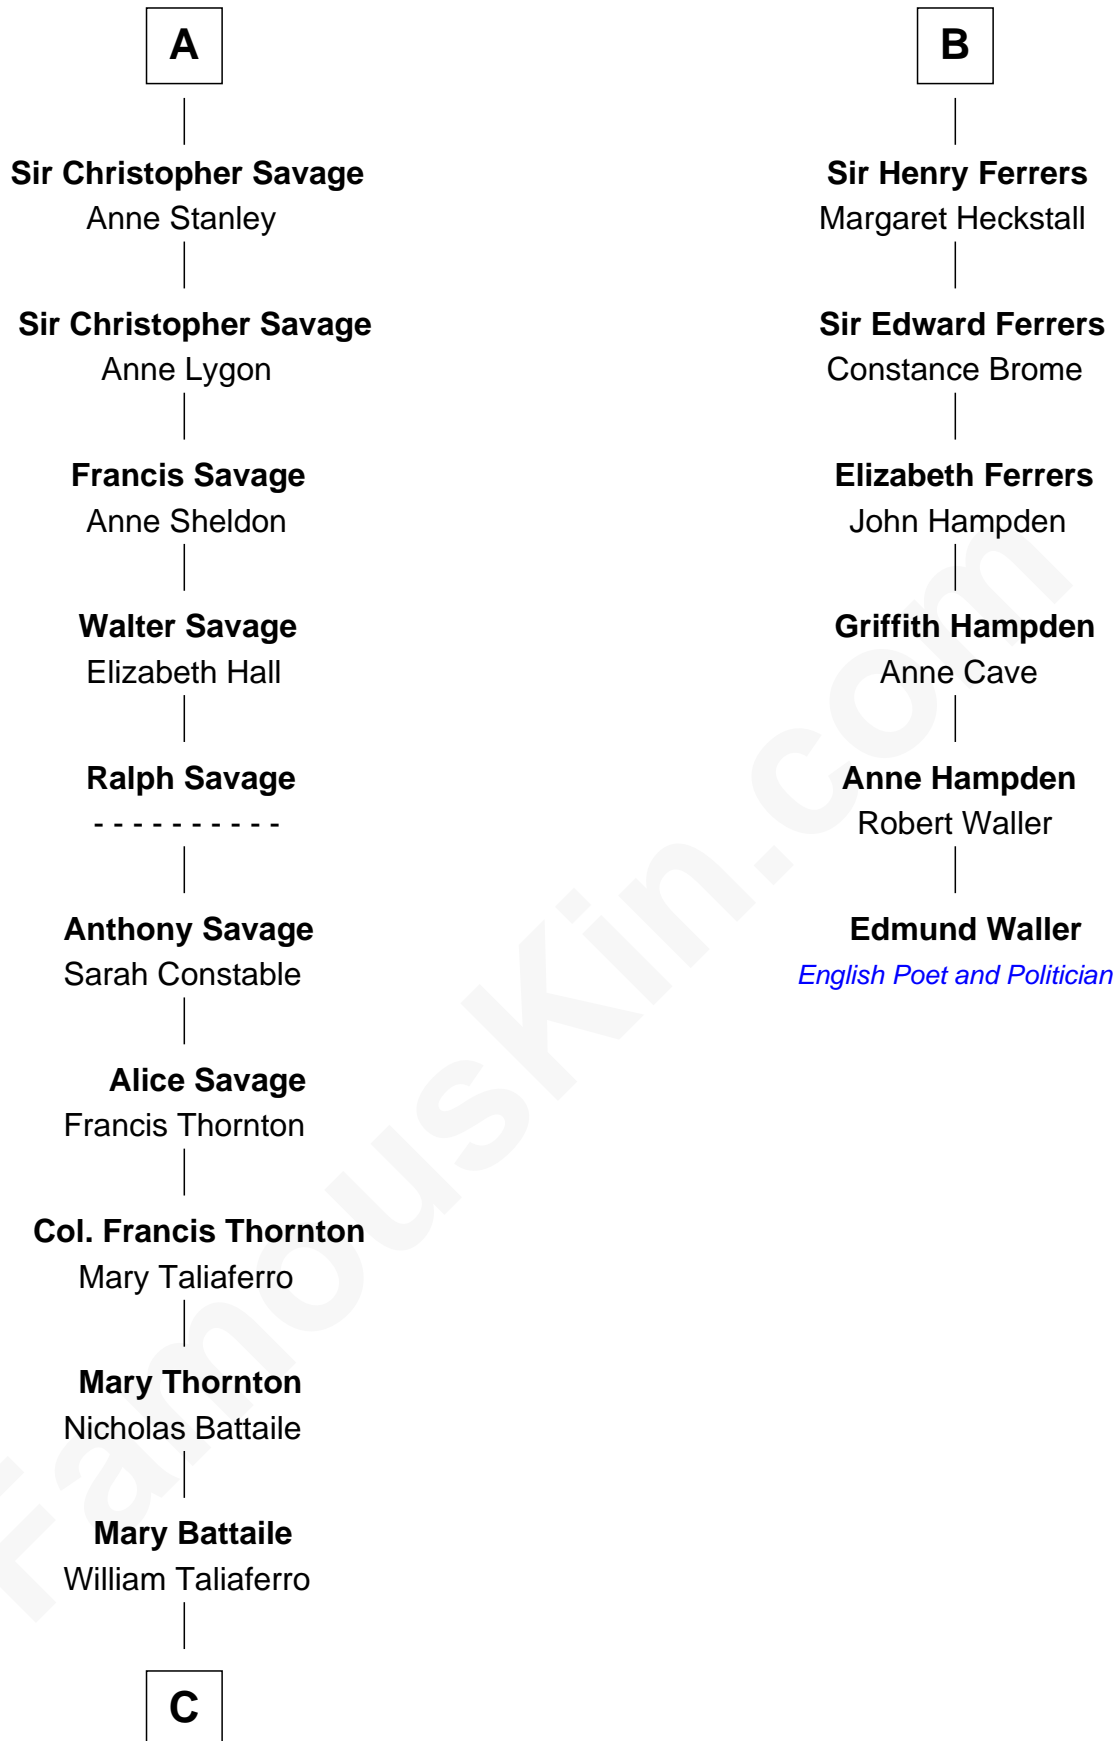 A
Sir Christopher Savage
Anne Stanley
Sir Christopher Savage
Anne Lygon
Francis Savage
Anne Sheldon
Walter Savage
Elizabeth Hall
Ralph Savage
- - - - - - - - - -
Anthony Savage
Sarah Constable
Alice Savage
Francis Thornton
Col. Francis Thornton
Mary Taliaferro
Mary Thornton
Nicholas Battaile
Mary Battaile
William Taliaferro
C
B
Sir Henry Ferrers
Margaret Heckstall
Sir Edward Ferrers
Constance Brome
Elizabeth Ferrers
John Hampden
Griffith Hampden
Anne Cave
Anne Hampden
Robert Waller
Edmund Waller
English Poet and Politician
FamousKin.com